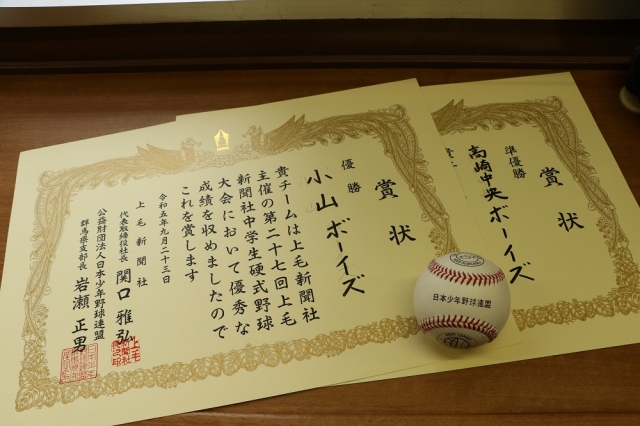 賞状
優勝
小山ボーイズ
貴チームは上毛新聞社
主催の第二十七回上毛
新聞社中学生硬式野球
大会において優秀な
成績を収めましたので
これを賞します
令和五年九月二十三日
上毛新聞社
代表取締役社長 関口雅弘
公益財団法人日本少年野球連盟
群馬県支部長 岩瀬正男
賞状
準優勝
高崎中央ボーイズ
日本少年野球連盟